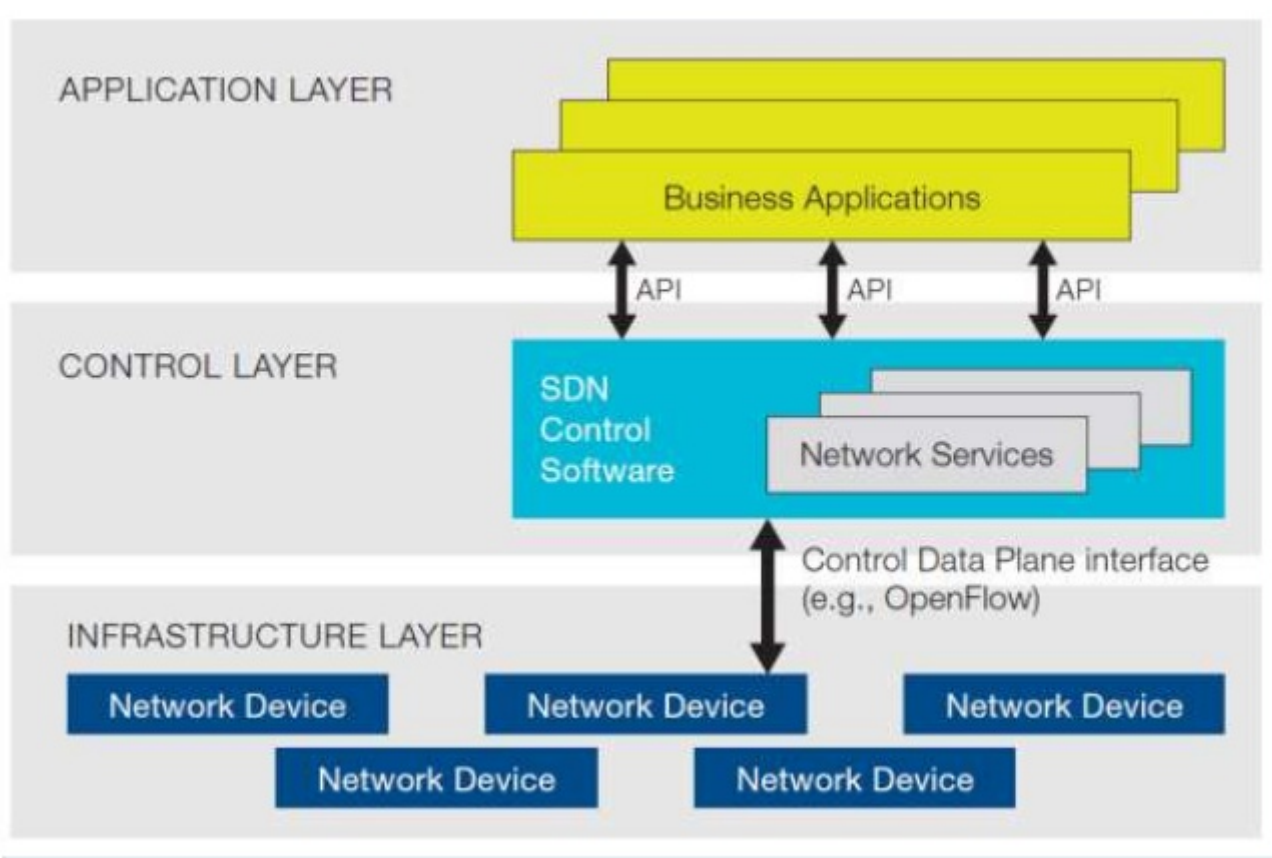 APPLICATION LAYER
Business Applications
API
API
API
CONTROL LAYER
SDN
Control
Software
Network Services
Control Data Plane interface
(e.g., OpenFlow)
INFRASTRUCTURE LAYER
Network Device
Network Device
Network Device
Network Device
Network Device